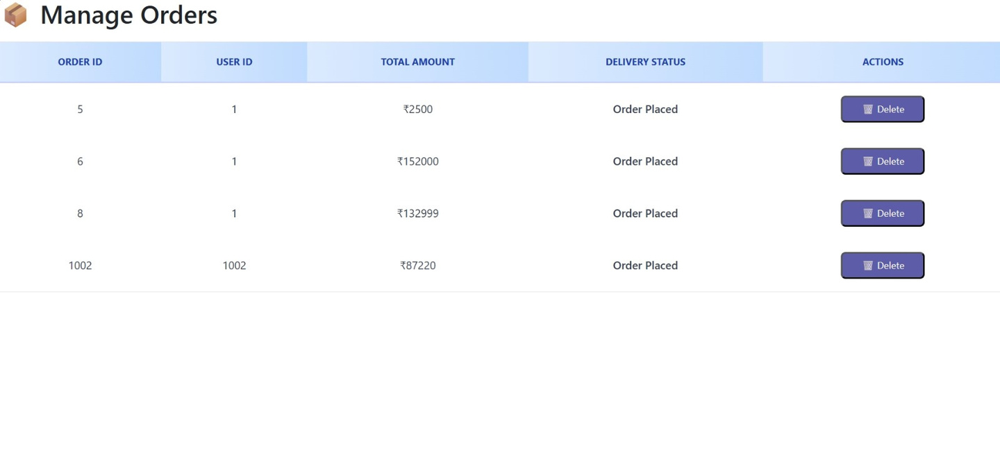 Manage Orders
ORDER ID USER ID TOTAL AMOUNT DELIVERY STATUS ACTIONS
5 1 ₹2500 Order Placed Delete
6 1 ₹152000 Order Placed Delete
8 1 ₹132999 Order Placed Delete
1002 1002 ₹87220 Order Placed Delete